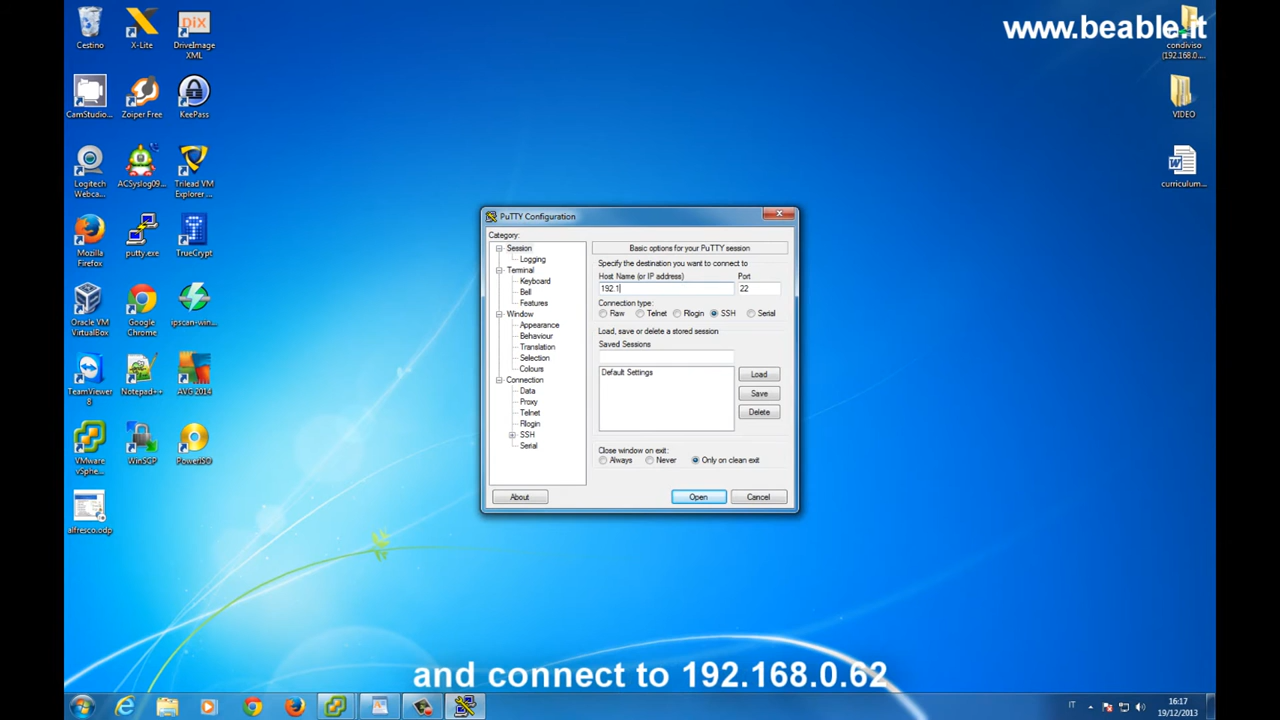 www.beable.it
Cestino
X-Lite
DriveImage
XML
condiviso
(192.168.0....
CamStudio...
Zoiper Free
KeePass
VIDEO
Logitech
Webca...
ACSyslog09...
Trilead VM
Explorer ...
curriculum...
Mozilla
Firefox
putty.exe
TrueCrypt
Oracle VM
VirtualBox
Google
Chrome
ipscan-win...
TeamViewer
8
Notepad++
AVG 2014
VMware
vSphe...
WinSCP
PowerISO
alfresco.odp
PuTTY Configuration
Category:
Session
Logging
Terminal
Keyboard
Bell
Features
Window
Appearance
Behaviour
Translation
Selection
Colours
Connection
Data
Proxy
Telnet
Rlogin
SSH
Serial
Basic options for your PuTTY session
Specify the destination you want to connect to
Host Name (or IP address) Port
192.1 22
Connection type:
Raw Telnet Rlogin SSH Serial
Load, save or delete a stored session
Saved Sessions
Default Settings
Load
Save
Delete
Close window on exit:
Always Never Only on clean exit
About Open Cancel
and connect to 192.168.0.62
IT
16:17
19/12/2013